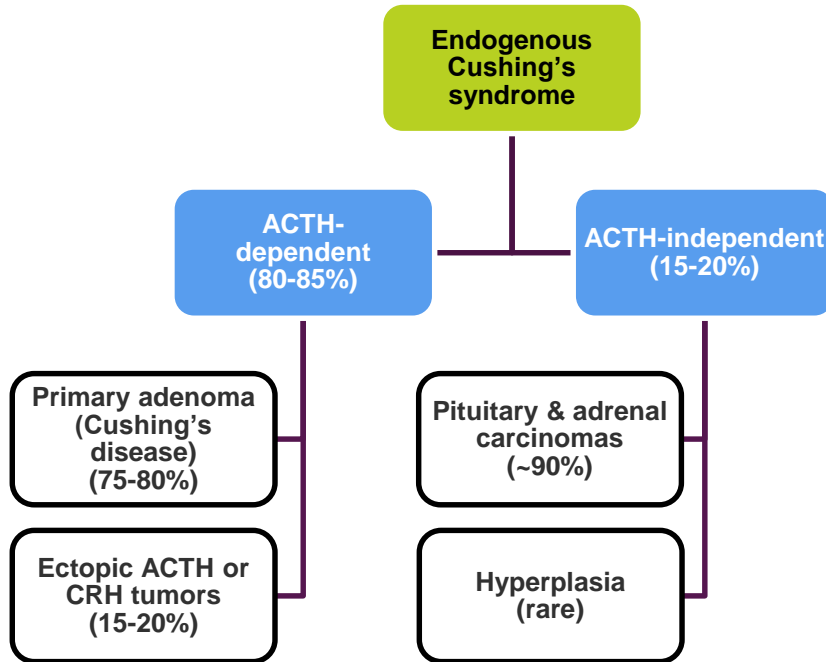 Endogenous
Cushing's
syndrome
ACTH-
dependent
(80-85%)
ACTH-independent
(15-20%)
Primary adenoma
(Cushing's
disease)
(75-80%)
Pituitary & adrenal
carcinomas
(~90%)
Ectopic ACTH or
CRH tumors
(15-20%)
Hyperplasia
(rare)